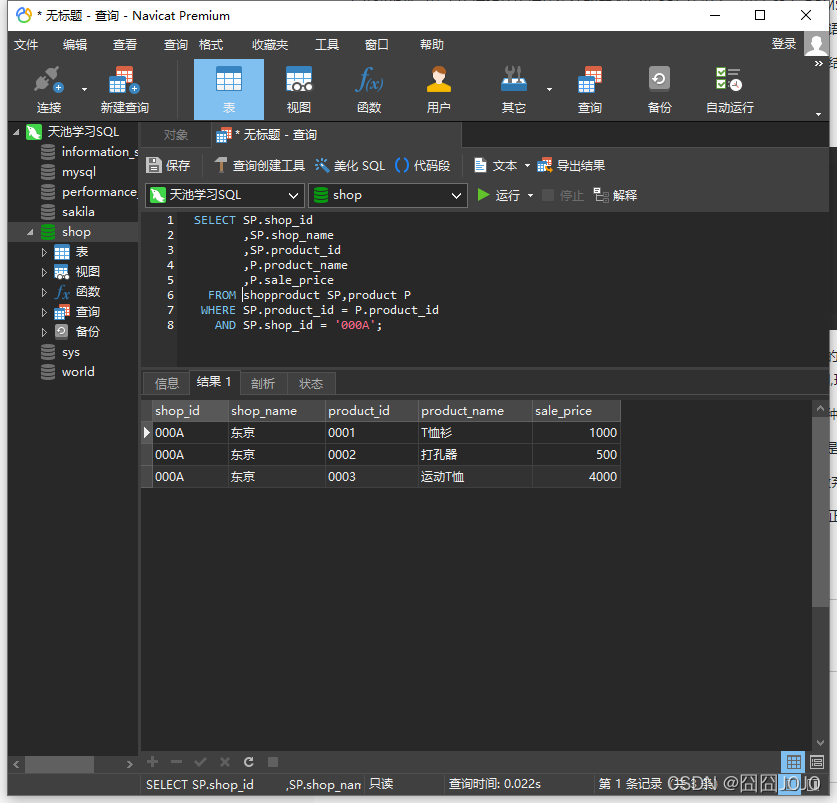 * 无标题 - 查询 - Navicat Premium
文件 编辑 查看 查询 格式 收藏夹 工具 窗口 帮助 登录
连接 新建查询 表 视图 函数 用户 其它 查询 备份 自动运行
天池学习SQL
information_s
mysql
performance_
sakila
shop
表
视图
函数
查询
备份
sys
world
对象 * 无标题 - 查询
保存 查询创建工具 美化 SQL 代码段 文本 导出结果
天池学习SQL shop 运行 停止 解释
1 SELECT SP.shop_id
2 ,SP.shop_name
3 ,SP.product_id
4 ,P.product_name
5 ,P.sale_price
6 FROM shopproduct SP,product P
7 WHERE SP.product_id = P.product_id
8 AND SP.shop_id = '000A';
信息 结果 1 剖析 状态
shop_id shop_name product_id product_name sale_price
000A 东京 0001 T恤衫 1000
000A 东京 0002 打孔器 500
000A 东京 0003 运动T恤 4000
SELECT SP.shop_id ,SP.shop_nam 只读 查询时间: 0.022s 第 1 条记录
CSDN @囧囧JOJO